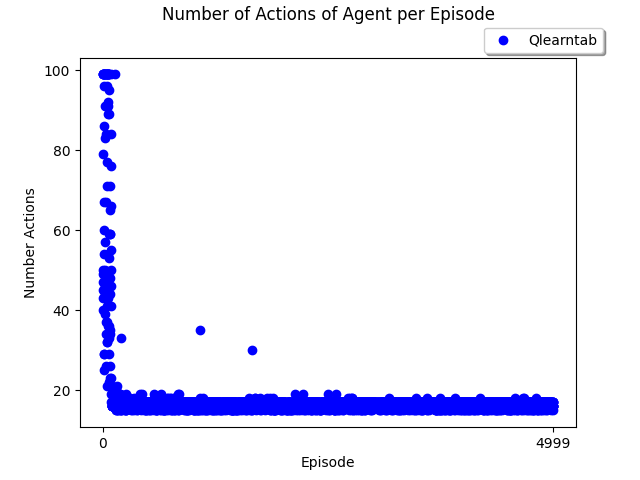 Number of Actions of Agent per Episode
Qlearntab
100
80
60
40
20
Number Actions
0
4999
Episode